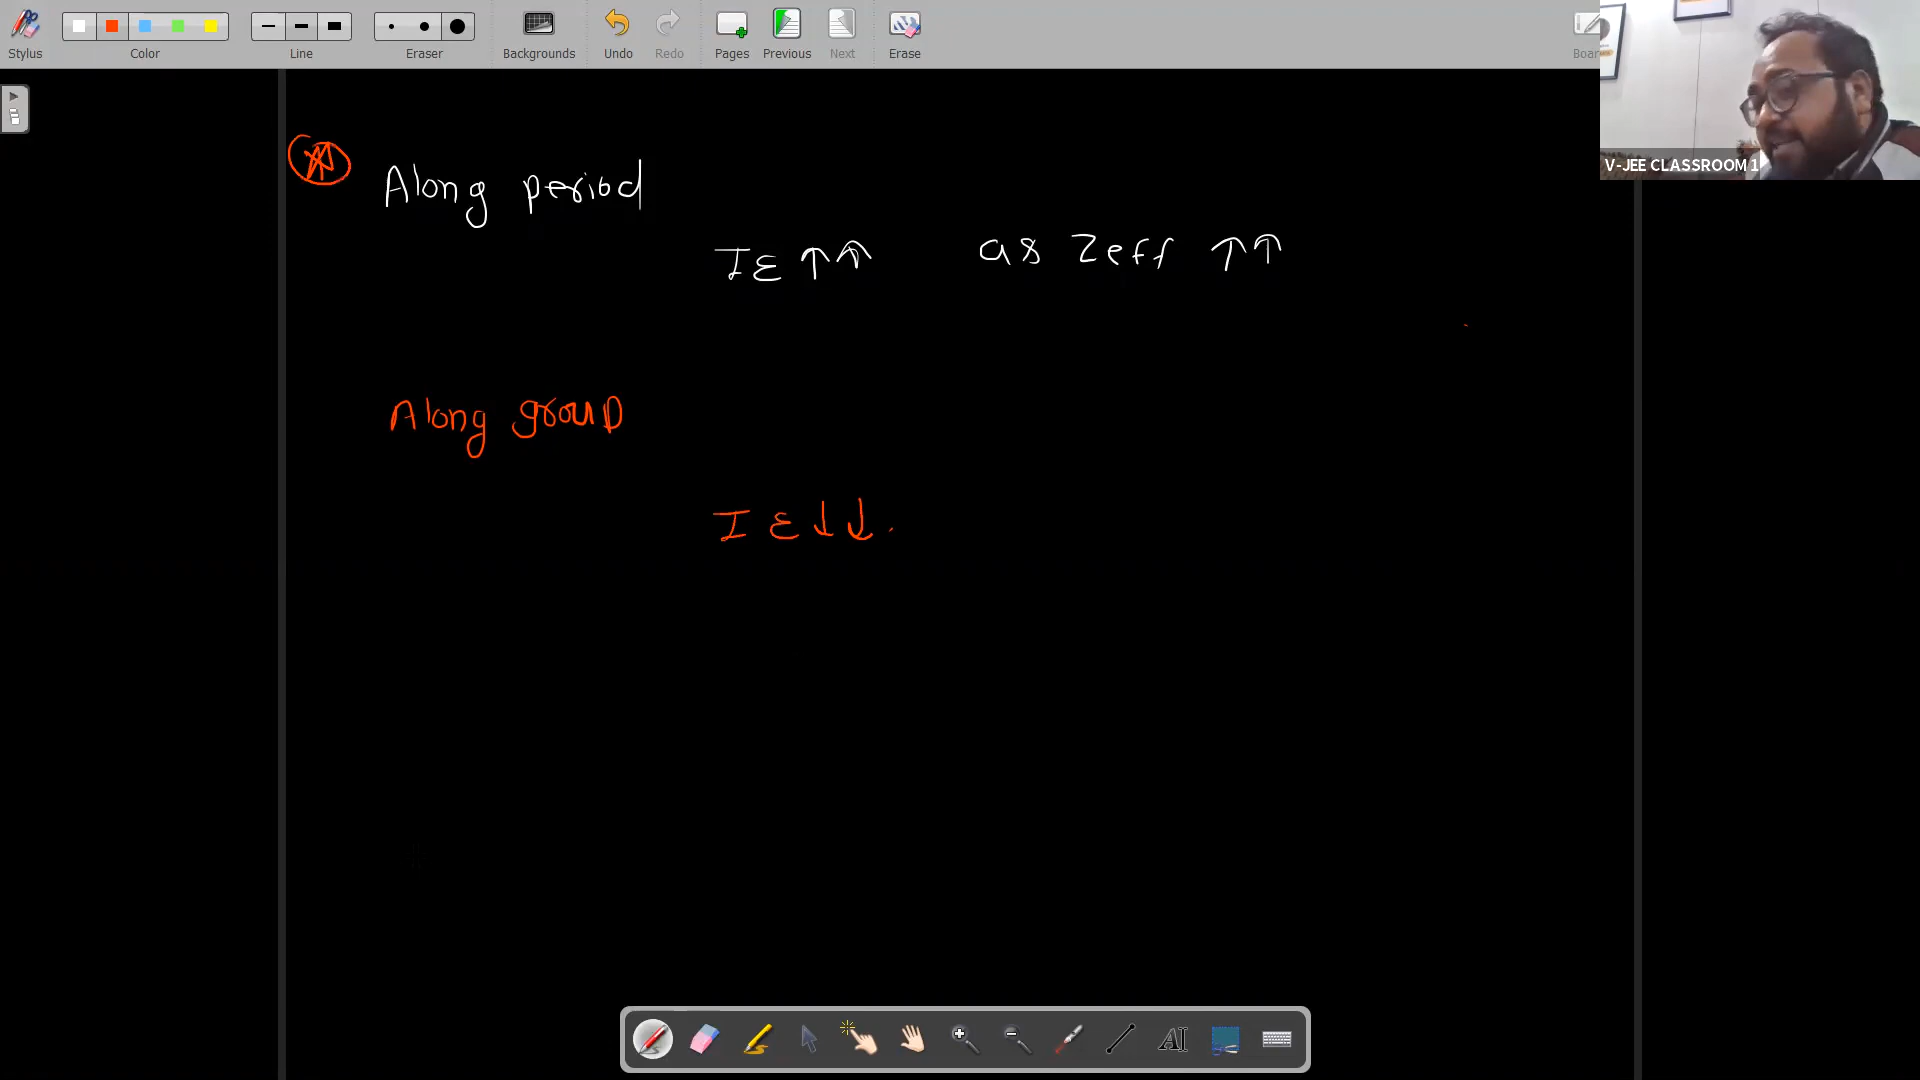 Stylus Color Line Eraser Backgrounds Undo Redo Pages Previous Next Erase
V-JEE CLASSROOM 1
Along period
IE ↑↑ as Zeff ↑↑
Along group
IE ↓↓.